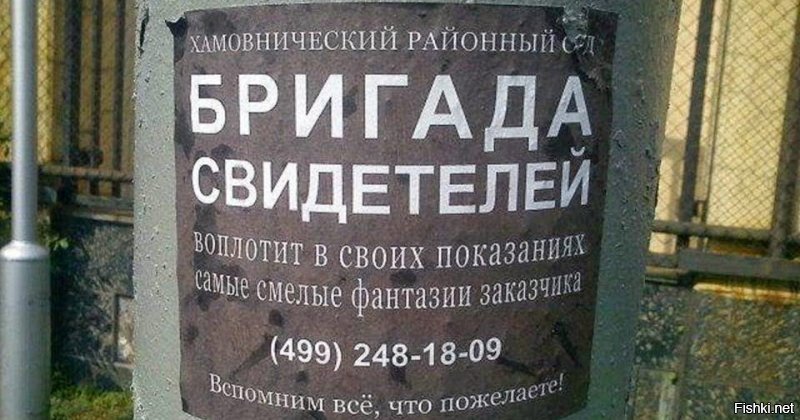 ХАМОВНИЧЕСКИЙ РАЙОННЫЙ СУД
БРИГАДА
СВИДЕТЕЛЕЙ
воплотит в своих показаниях
самые смелые фантазии заказчика
(499) 248-18-09
Вспомним всё, что пожелаете!
Fishki.net